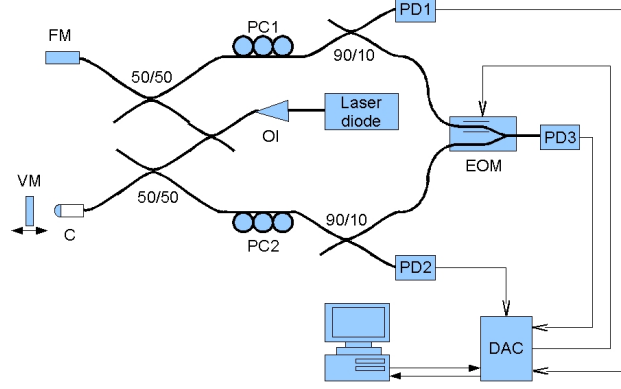 PD1
FM
PC1
90/10
50/50
Laser
diode
OI
PD3
EOM
VM
50/50
C
90/10
PC2
PD2
DAC